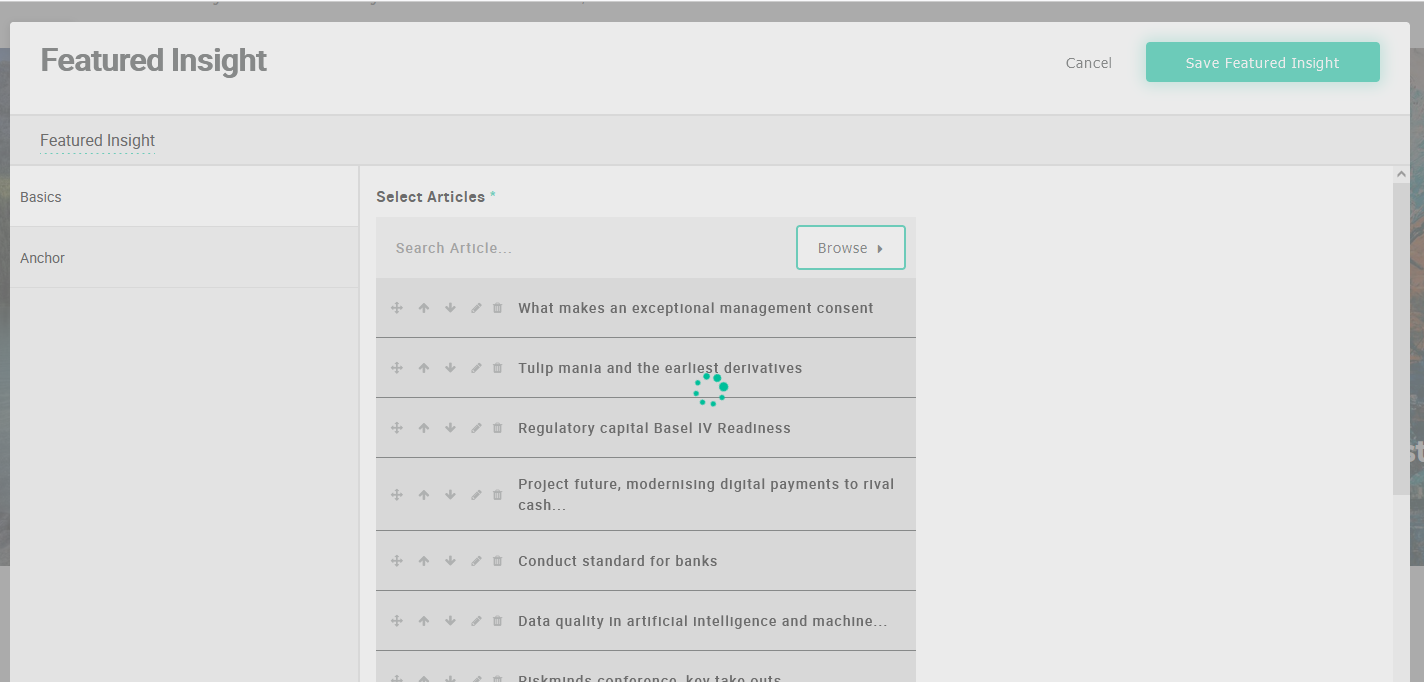 Featured Insight
Cancel
Save Featured Insight
Featured Insight
Basics
Anchor
Select Articles *
Search Article...
Browse
What makes an exceptional management consent
Tulip mania and the earliest derivatives
Regulatory capital Basel IV Readiness
Project future, modernising digital payments to rival
cash...
Conduct standard for banks
Data quality in artificial intelligence and machine...
Riskminds conference, key take outs
st